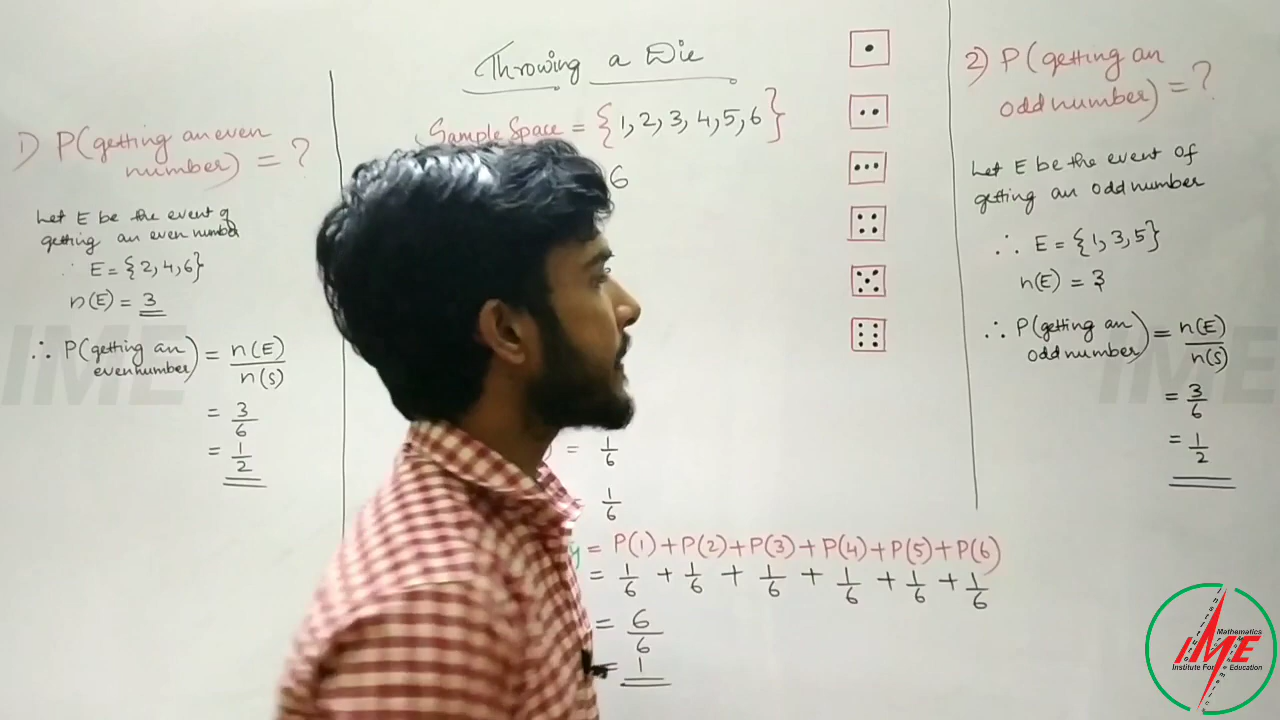 Throwing a Die
Sample Space = {1, 2, 3, 4, 5, 6}
6
1) P(getting an even
number) = ?
Let E be the event of
getting an even number
∴ E = {2, 4, 6}
n(E) = 3
∴ P(getting an even number) = n(E)/n(S)
= 3/6
= 1/2
= 1/6
1/6
y = P(1)+P(2)+P(3)+P(4)+P(5)+P(6)
= 1/6 + 1/6 + 1/6 + 1/6 + 1/6 + 1/6
= 6/6
= 1
2) P(getting an
odd number) = ?
Let E be the event of
getting an odd number
∴ E = {1, 3, 5}
n(E) = 3
∴ P(getting an odd number) = n(E)/n(S)
= 3/6
= 1/2
IME
IME
Mathematics
IME
Institute For Education